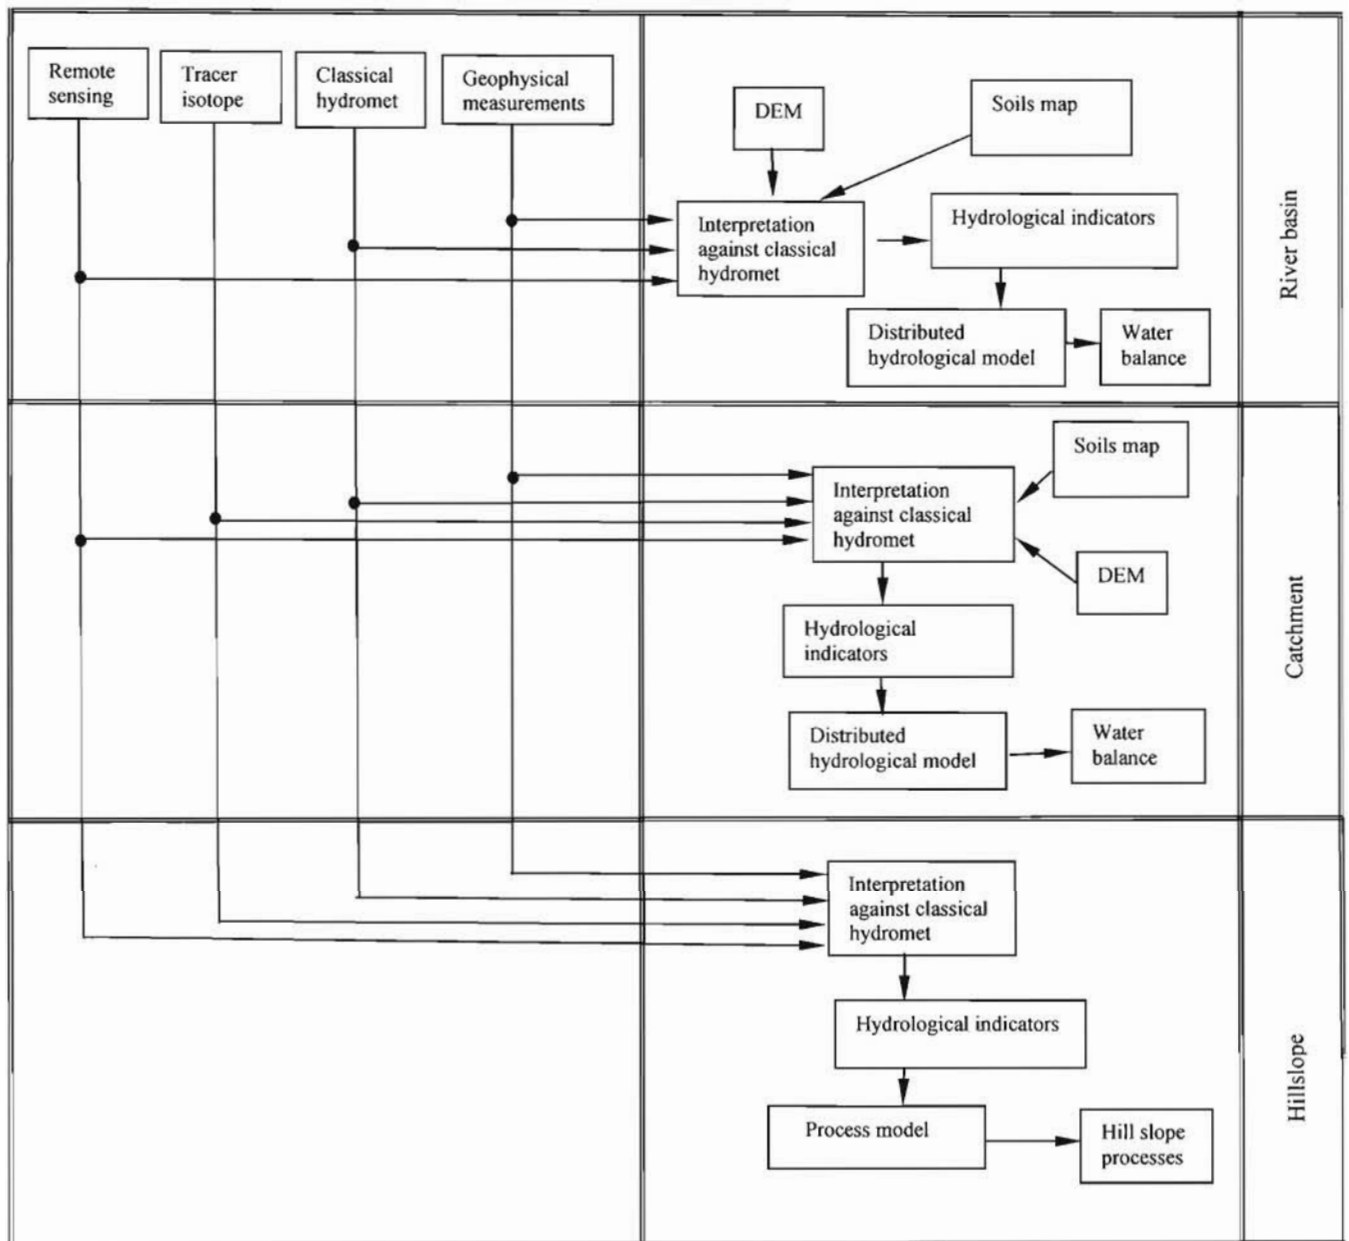 Remote
sensing
Tracer
isotope
Classical
hydromet
Geophysical
measurements
DEM
Soils map
Interpretation
against classical
hydromet
Hydrological indicators
Distributed
hydrological model
Water
balance
River basin
Soils map
Interpretation
against classical
hydromet
DEM
Hydrological
indicators
Distributed
hydrological model
Water
balance
Catchment
Interpretation
against classical
hydromet
Hydrological indicators
Process model
Hill slope
processes
Hillslope